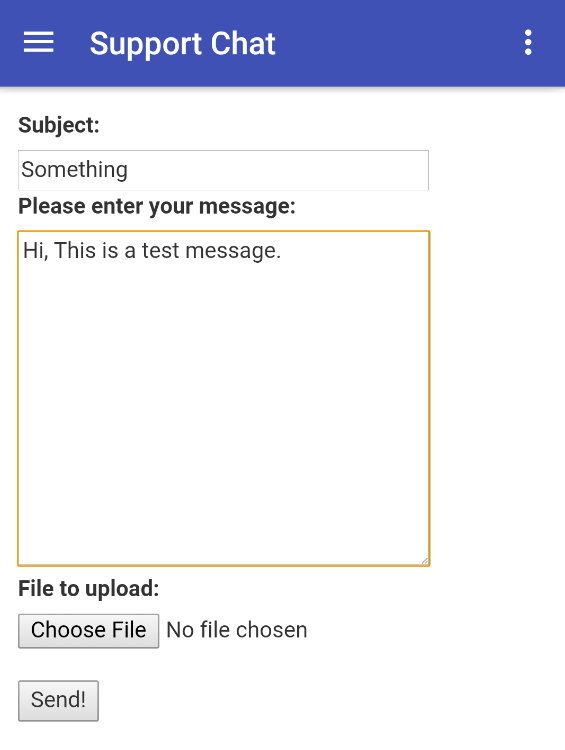 Support Chat
Subject:
Something
Please enter your message:
Hi, This is a test message.
File to upload:
Choose File No file chosen
Send!